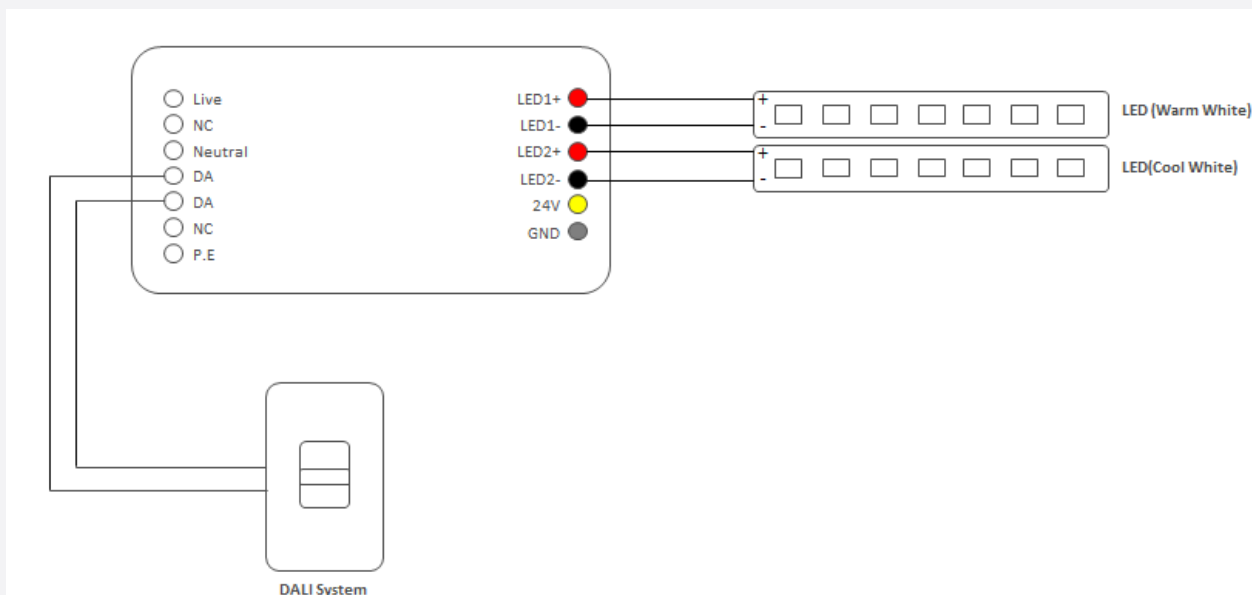 Live
NC
Neutral
DA
DA
NC
P.E
LED1+
LED1-
LED2+
LED2-
24V
GND
+
-
+
-
LED (Warm White)
LED(Cool White)
DALI System